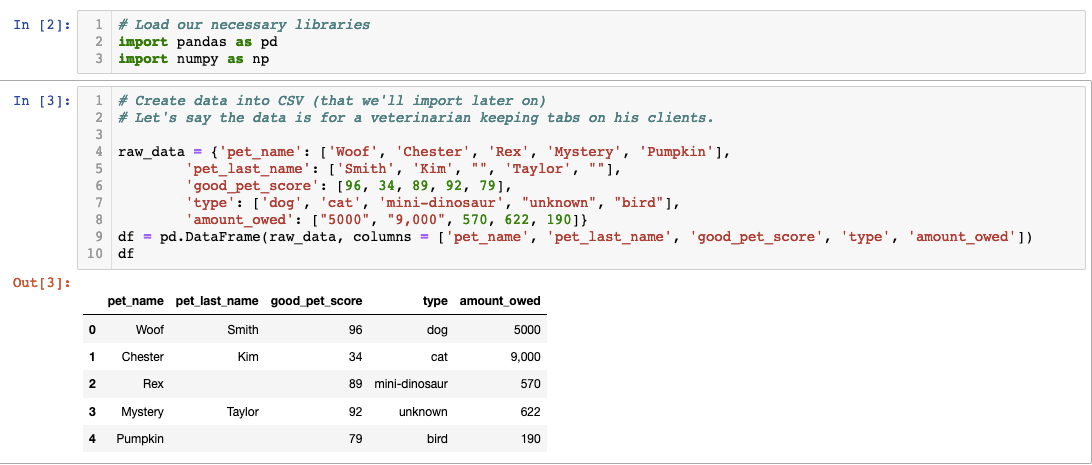 In [2]:
1 # Load our necessary libraries
2 import pandas as pd
3 import numpy as np
In [3]:
1 # Create data into CSV (that we'll import later on)
2 # Let's say the data is for a veterinarian keeping tabs on his clients.
3
4 raw_data = {'pet_name': ['Woof', 'Chester', 'Rex', 'Mystery', 'Pumpkin'],
5 'pet_last_name': ['Smith', 'Kim', "", 'Taylor', ""],
6 'good_pet_score': [96, 34, 89, 92, 79],
7 'type': ['dog', 'cat', 'mini-dinosaur', "unknown", "bird"],
8 'amount_owed': ["5000", "9,000", 570, 622, 190]}
9 df = pd.DataFrame(raw_data, columns = ['pet_name', 'pet_last_name', 'good_pet_score', 'type', 'amount_owed'])
10 df
Out[3]:
pet_name pet_last_name good_pet_score type amount_owed
0 Woof Smith 96 dog 5000
1 Chester Kim 34 cat 9,000
2 Rex 89 mini-dinosaur 570
3 Mystery Taylor 92 unknown 622
4 Pumpkin 79 bird 190